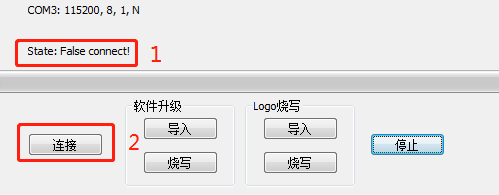 COM3: 115200, 8, 1, N
State: False connect! 1
软件升级 Logo烧写
连接 2 导入 导入 停止
烧写 烧写